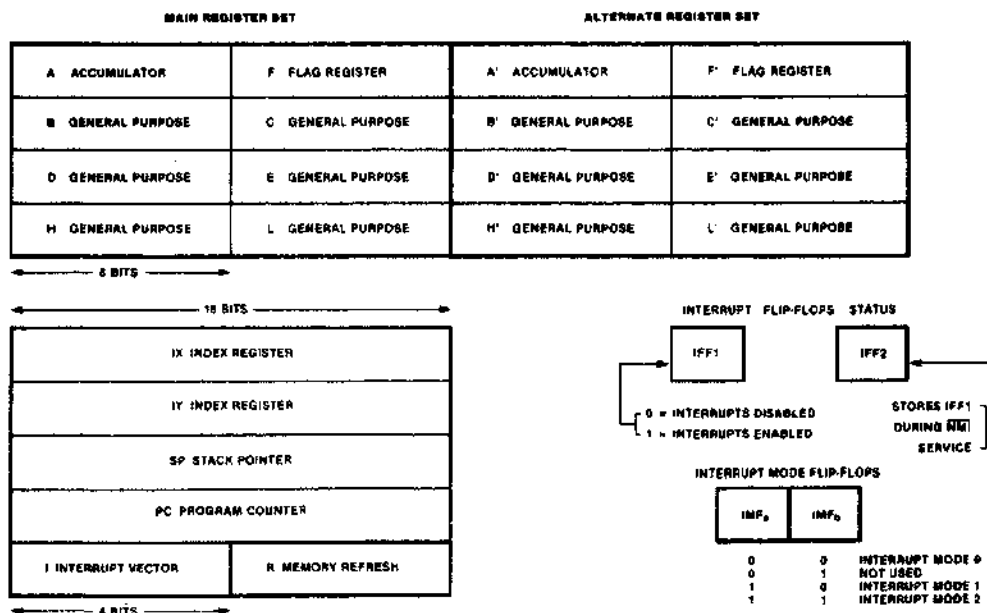 MAIN REGISTER SET
ALTERNATE REGISTER SET
A ACCUMULATOR
F FLAG REGISTER
A' ACCUMULATOR
F' FLAG REGISTER
B GENERAL PURPOSE
C GENERAL PURPOSE
B' GENERAL PURPOSE
C' GENERAL PURPOSE
D GENERAL PURPOSE
E GENERAL PURPOSE
D' GENERAL PURPOSE
E' GENERAL PURPOSE
H GENERAL PURPOSE
L GENERAL PURPOSE
H' GENERAL PURPOSE
L' GENERAL PURPOSE
8 BITS
16 BITS
IX INDEX REGISTER
IY INDEX REGISTER
SP STACK POINTER
PC PROGRAM COUNTER
I INTERRUPT VECTOR
R MEMORY REFRESH
8 BITS
INTERRUPT FLIP-FLOPS STATUS
IFF1
IFF2
0 = INTERRUPTS DISABLED
1 = INTERRUPTS ENABLED
STORES IFF1
DURING NMI
SERVICE
INTERRUPT MODE FLIP-FLOPS
IMFa
IMFb
0 0 INTERRUPT MODE 0
0 1 NOT USED
1 0 INTERRUPT MODE 1
1 1 INTERRUPT MODE 2